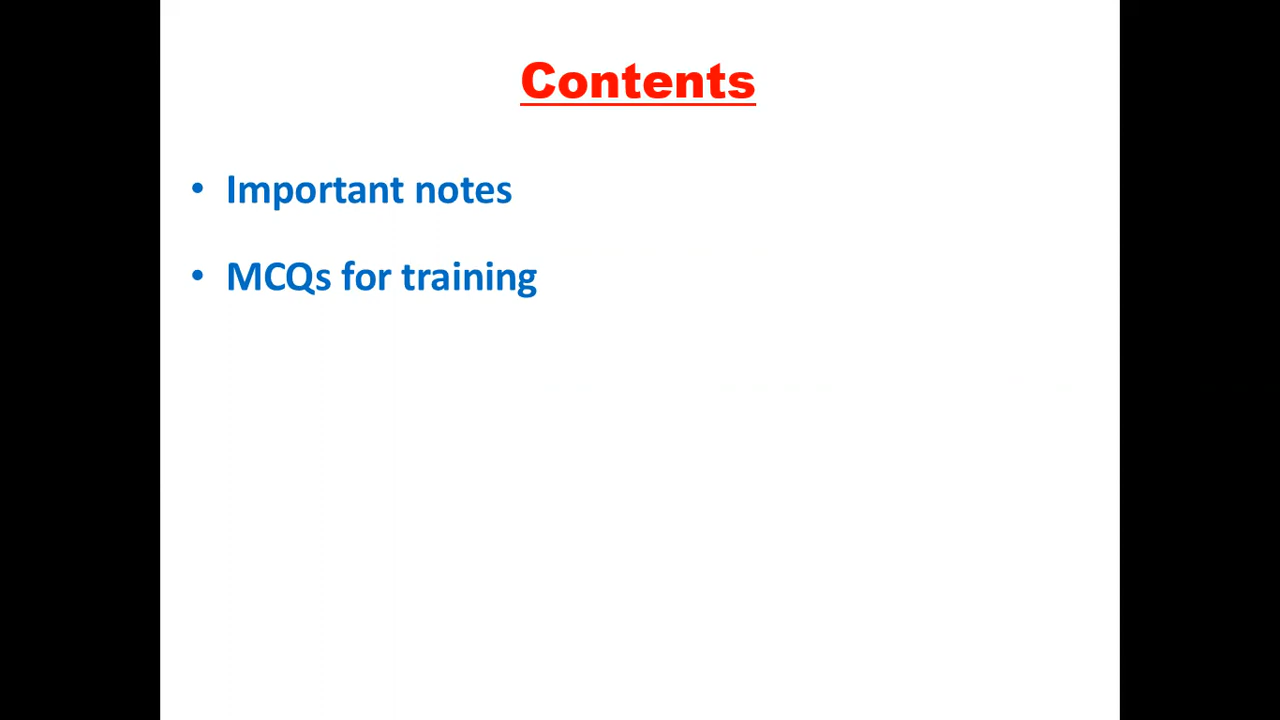 Contents
• Important notes
• MCQs for training